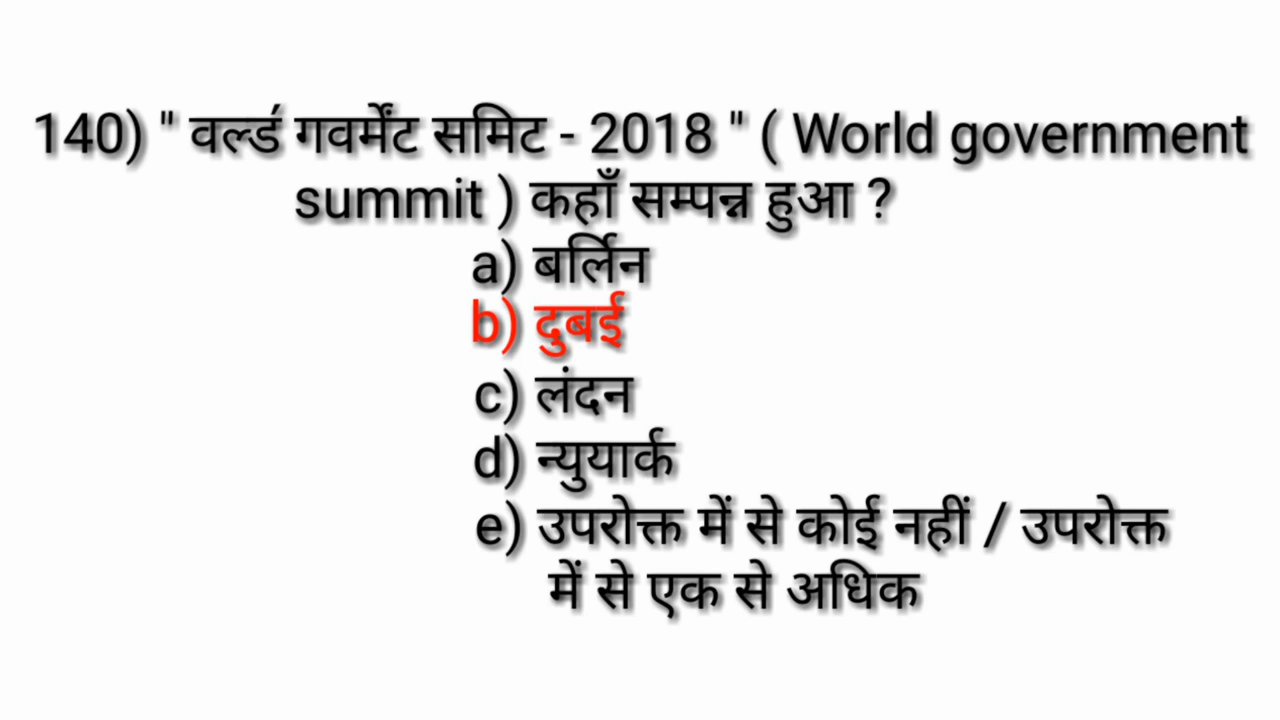 140) " वर्ल्ड गवर्मेंट समिट - 2018 " ( World government
summit ) कहाँ सम्पन्न हुआ ?
a) बर्लिन
b) दुबई
c) लंदन
d) न्युयार्क
e) उपरोक्त में से कोई नहीं / उपरोक्त
में से एक से अधिक